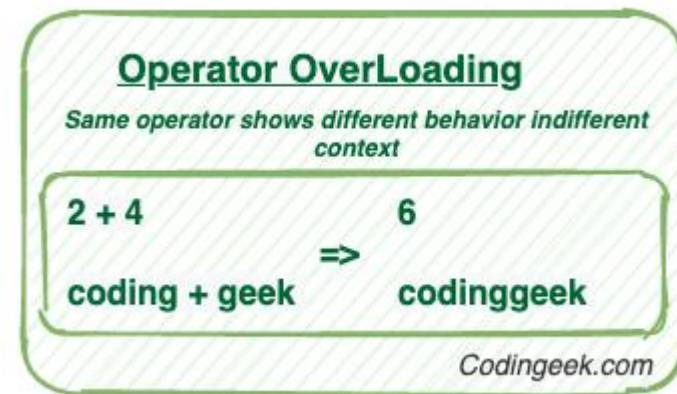 Operator OverLoading
Same operator shows different behavior indifferent
context
2 + 4 6
=>
coding + geek codinggeek
Codingeek.com